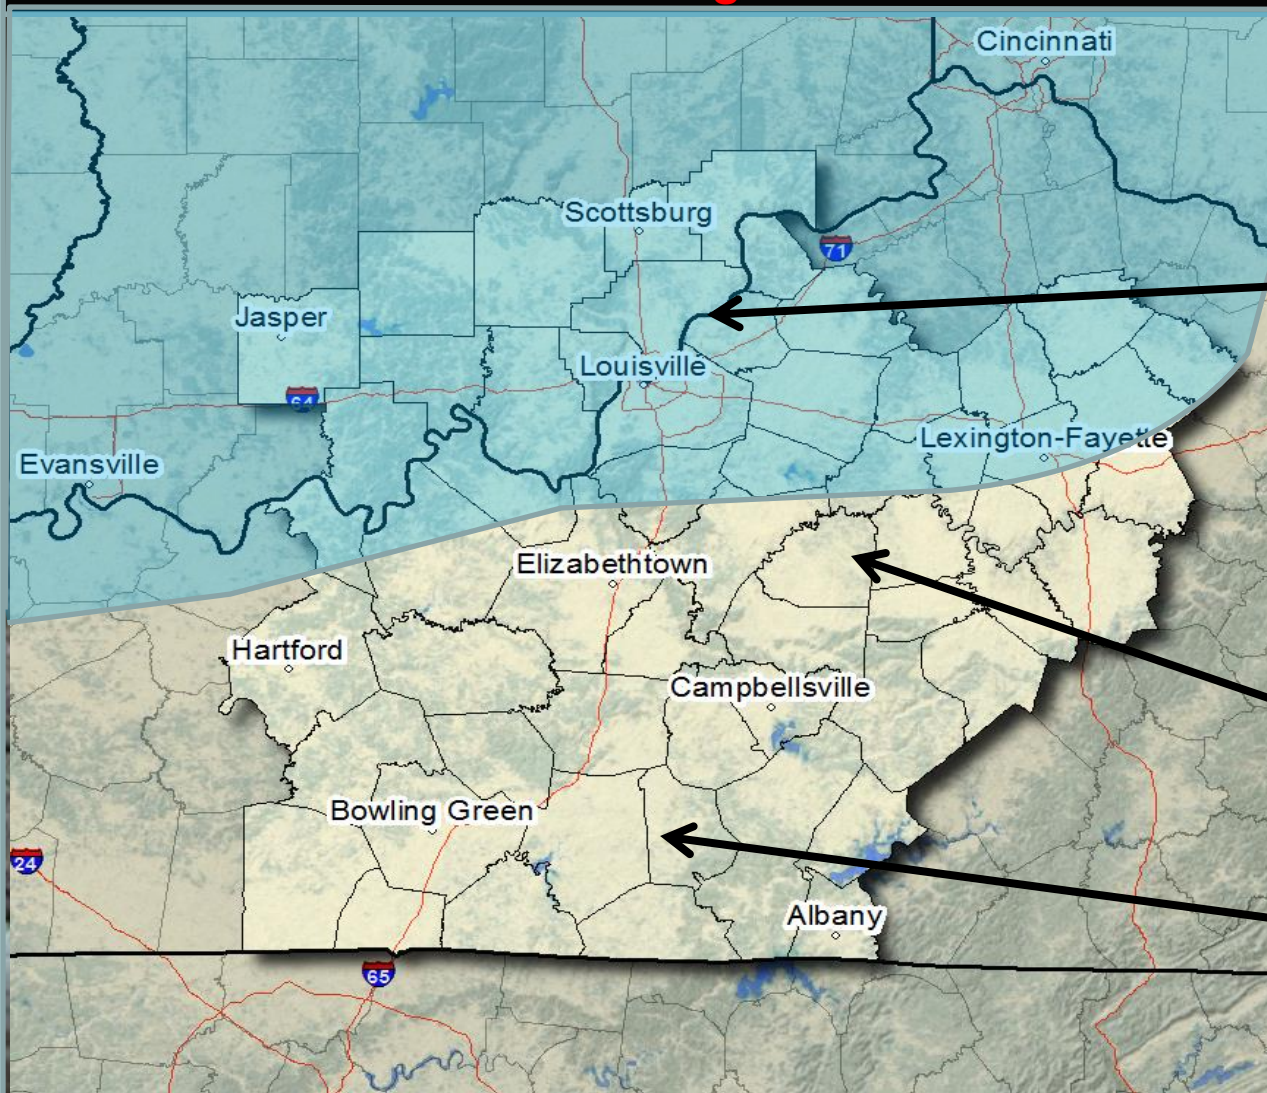 Cincinnati
Scottsburg
71
Jasper
Louisville
64
Lexington-Fayette
Evansville
Elizabethtown
Hartford
Campbellsville
Bowling Green
24
Albany
65